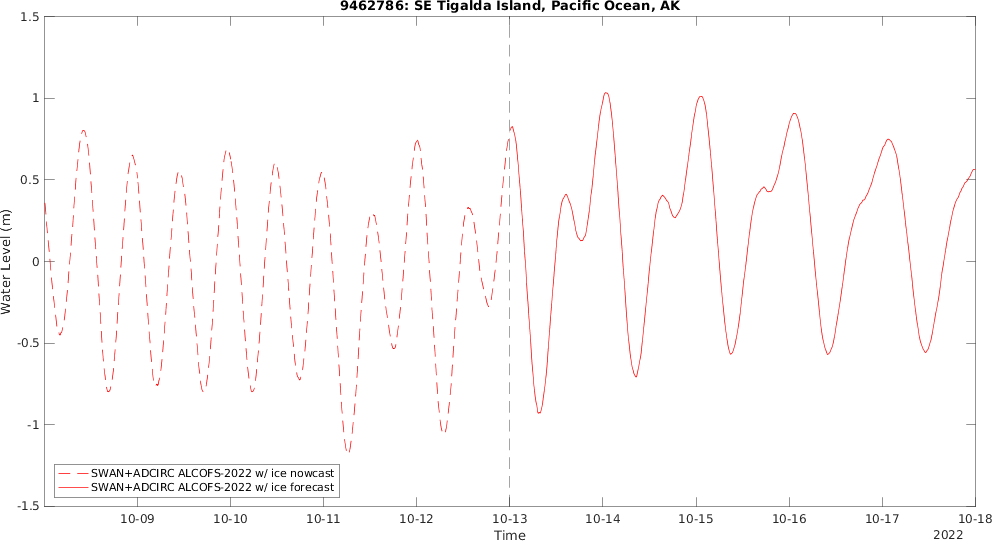 9462786: SE Tigalda Island, Pacific Ocean, AK
1.5
1
0.5
0
-0.5
-1
-1.5
Water Level (m)
SWAN+ADCIRC ALCOFS-2022 w/ ice nowcast
SWAN+ADCIRC ALCOFS-2022 w/ ice forecast
10-09 10-10 10-11 10-12 10-13 10-14 10-15 10-16 10-17 10-18
Time
2022